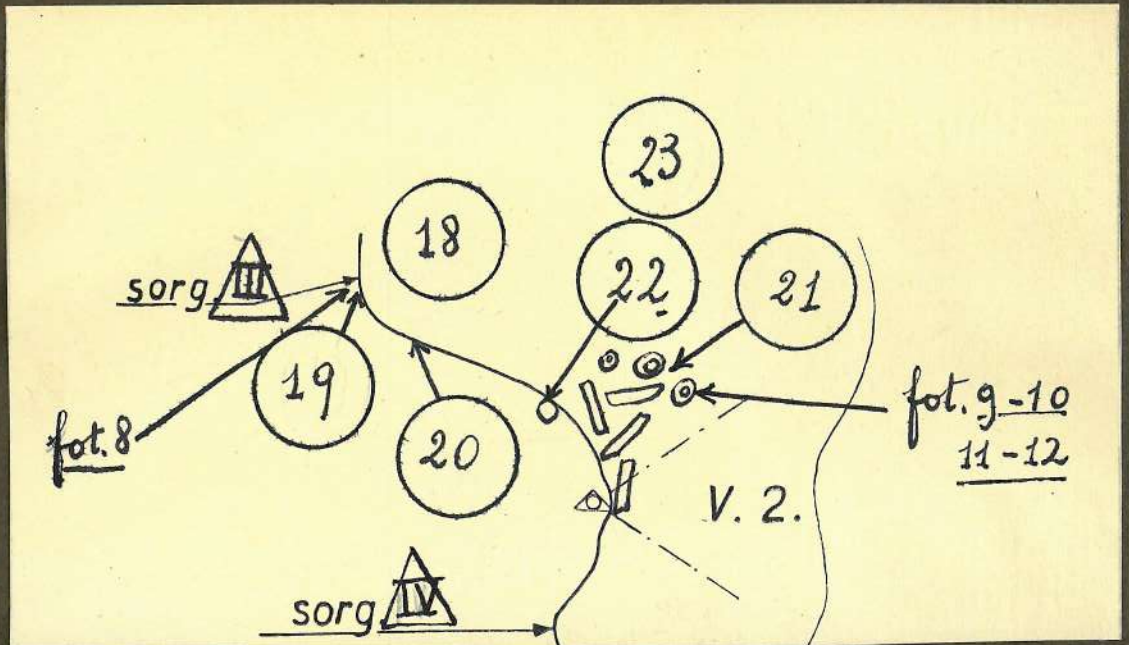 23
18
22
21
sorg. III
19
fot. 8
20
fot. 9-10
11-12
V. 2.
sorg. IV